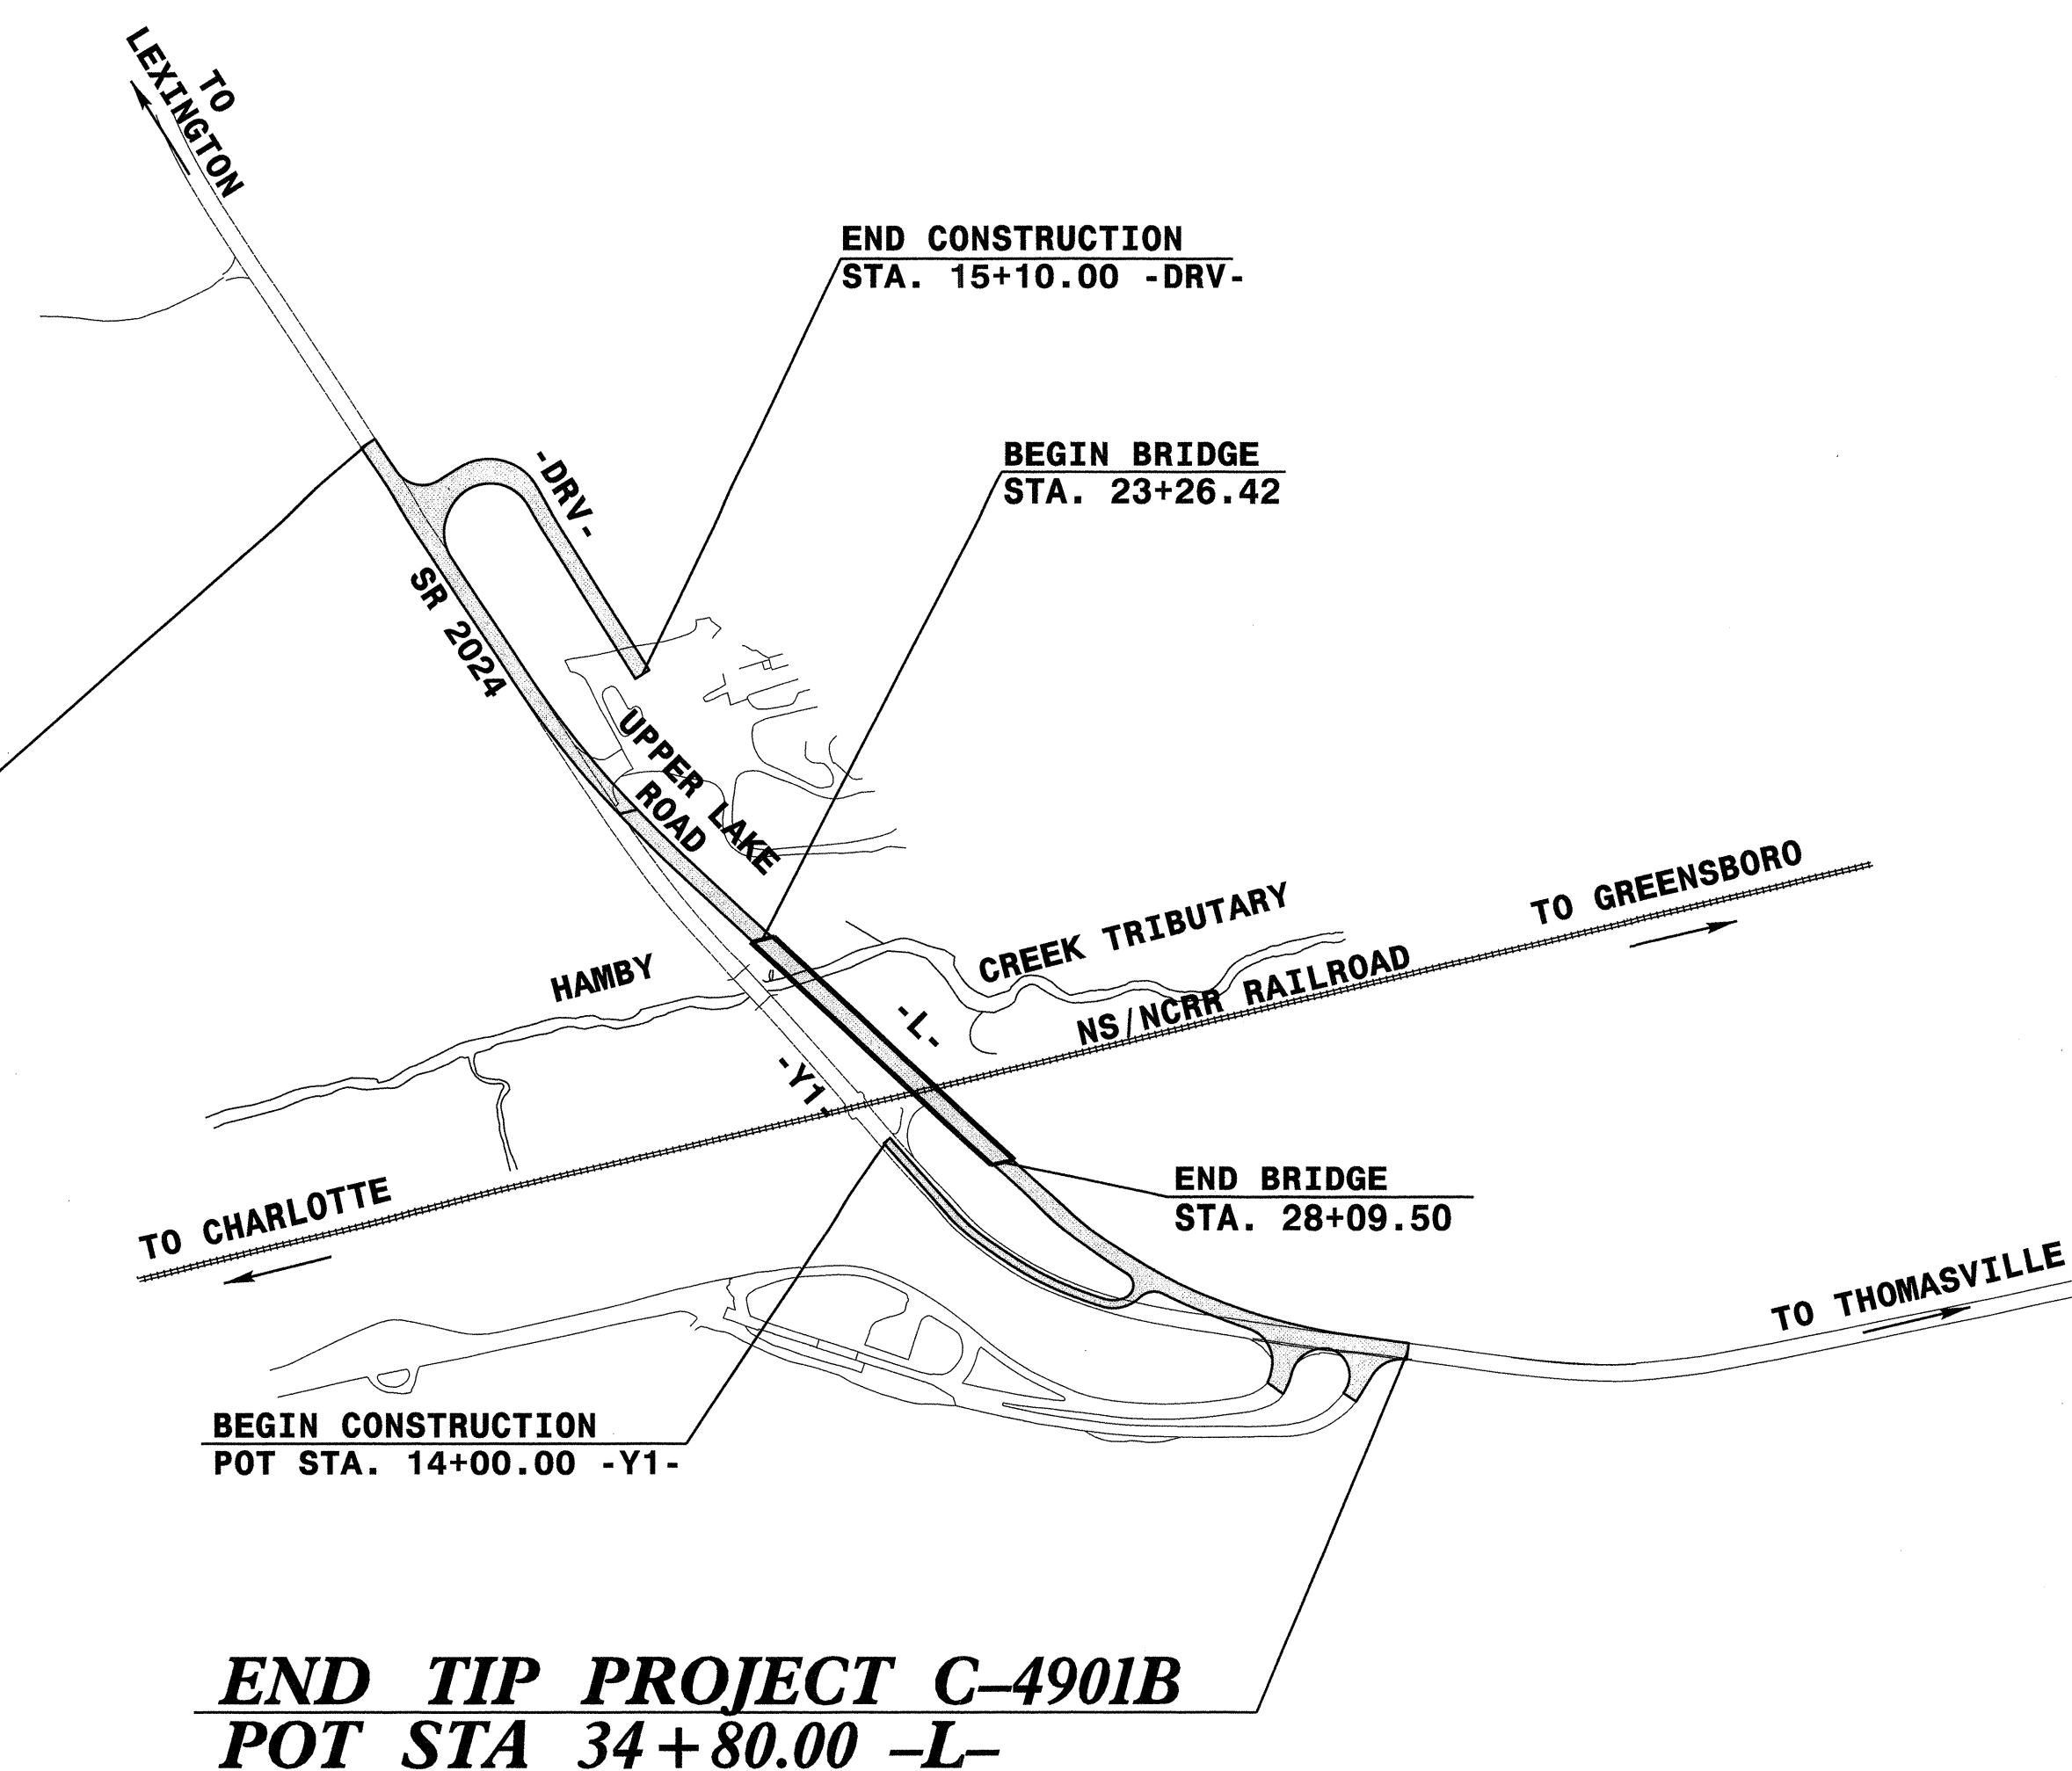 TO
LEXINGTON
END CONSTRUCTION
STA. 15+10.00 -DRV-
BEGIN BRIDGE
STA. 23+26.42
-DRV-
SR 2024
UPPER LAKE
ROAD
HAMBY
CREEK TRIBUTARY
TO GREENSBORO
NS/NCRR RAILROAD
-L-
-Y1-
TO CHARLOTTE
END BRIDGE
STA. 28+09.50
TO THOMASVILLE
BEGIN CONSTRUCTION
POT STA. 14+00.00 -Y1-
END TIP PROJECT C-4901B
POT STA 34+80.00 -L-